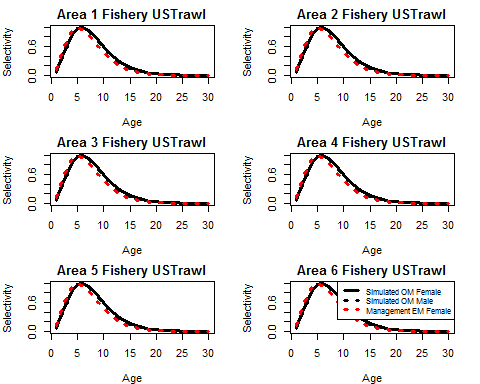 Area 1 Fishery USTrawl
Selectivity
0.0 0.6
0 5 10 15 20 25 30
Age
Area 2 Fishery USTrawl
Selectivity
0.0 0.6
0 5 10 15 20 25 30
Age
Area 3 Fishery USTrawl
Selectivity
0.0 0.6
0 5 10 15 20 25 30
Age
Area 4 Fishery USTrawl
Selectivity
0.0 0.6
0 5 10 15 20 25 30
Age
Area 5 Fishery USTrawl
Selectivity
0.0 0.6
0 5 10 15 20 25 30
Age
Area 6 Fishery USTrawl
Selectivity
0.0 0.6
0 5 10 15 20 25 30
Age
Simulated OM Female
Simulated OM Male
Management EM Female